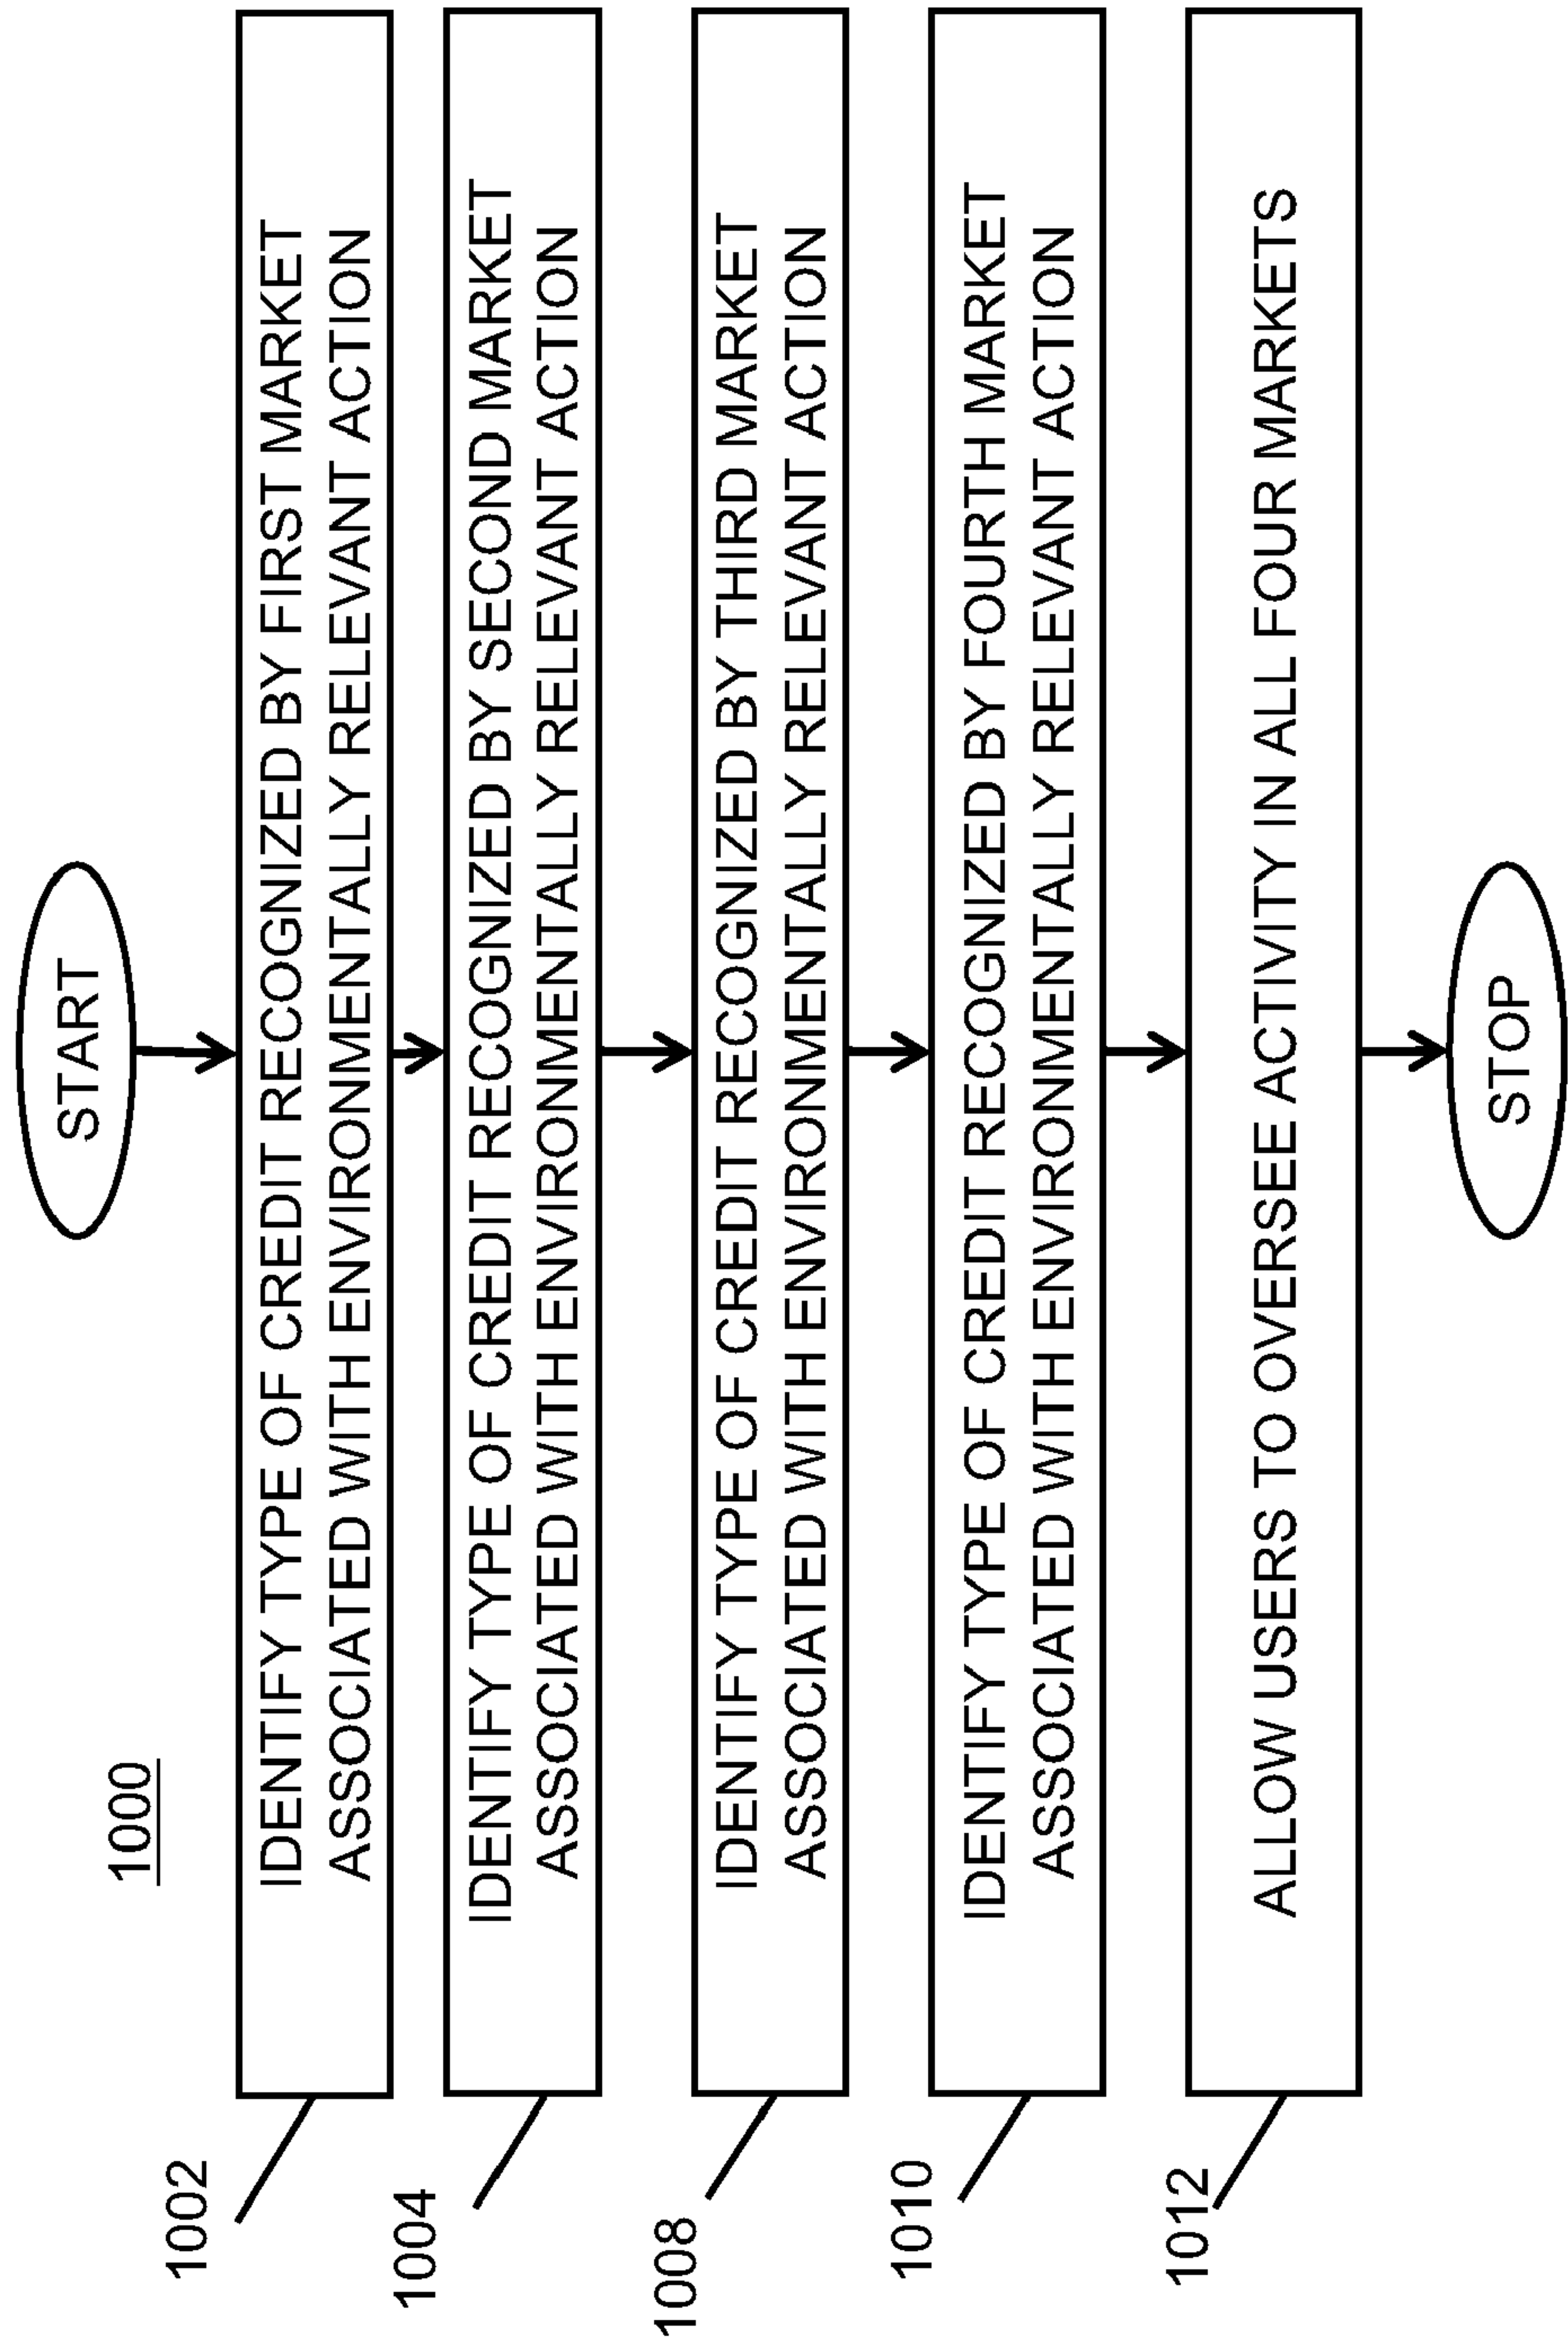 1000
START
1002
IDENTIFY TYPE OF CREDIT RECOGNIZED BY FIRST MARKET
ASSOCIATED WITH ENVIRONMENTALLY RELEVANT ACTION
1004
IDENTIFY TYPE OF CREDIT RECOGNIZED BY SECOND MARKET
ASSOCIATED WITH ENVIRONMENTALLY RELEVANT ACTION
1008
IDENTIFY TYPE OF CREDIT RECOGNIZED BY THIRD MARKET
ASSOCIATED WITH ENVIRONMENTALLY RELEVANT ACTION
1010
IDENTIFY TYPE OF CREDIT RECOGNIZED BY FOURTH MARKET
ASSOCIATED WITH ENVIRONMENTALLY RELEVANT ACTION
1012
ALLOW USERS TO OVERSEE ACTIVITY IN ALL FOUR MARKETS
STOP